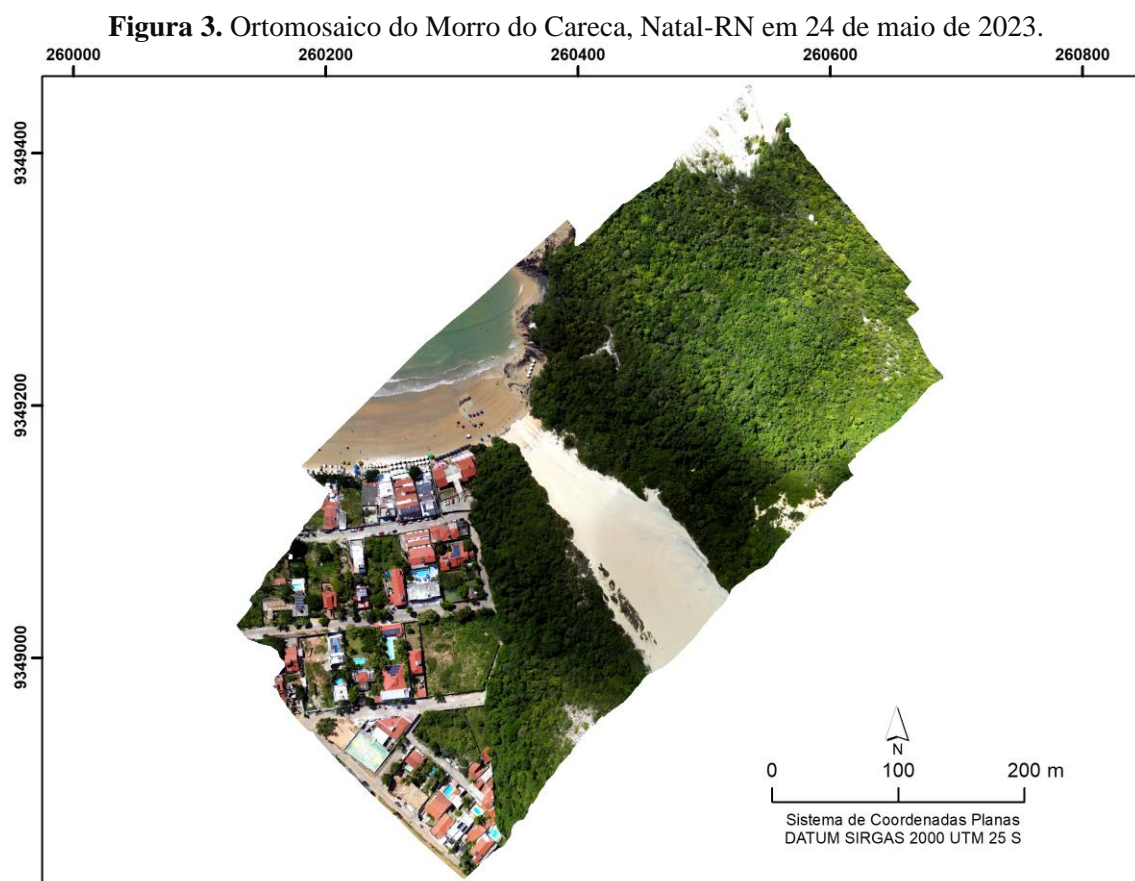 Figura 3. Ortomosaico do Morro do Careca, Natal-RN em 24 de maio de 2023.
260000 260200 260400 260600 260800
9349400
9349200
9349000
N
0 100 200 m
Sistema de Coordenadas Planas
DATUM SIRGAS 2000 UTM 25 S